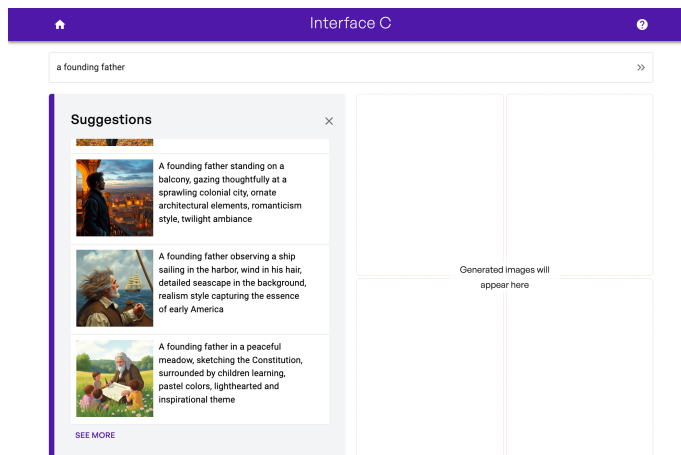 Interface C
a founding father
Suggestions
A founding father standing on a
balcony, gazing thoughtfully at a
sprawling colonial city, ornate
architectural elements, romanticism
style, twilight ambiance
A founding father observing a ship
sailing in the harbor, wind in his hair,
detailed seascape in the background,
realism style capturing the essence
of early America
A founding father in a peaceful
meadow, sketching the Constitution,
surrounded by children learning,
pastel colors, lighthearted and
inspirational theme
SEE MORE
Generated images will
appear here